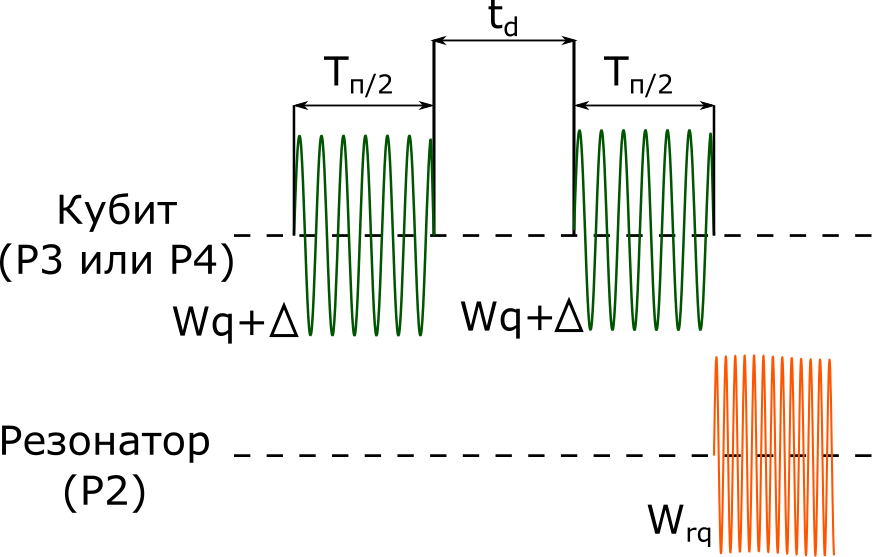 t_d
T_п/2
T_п/2
Кубит
(P3 или P4)
Wq+Δ
Wq+Δ
Резонатор
(P2)
W_rq